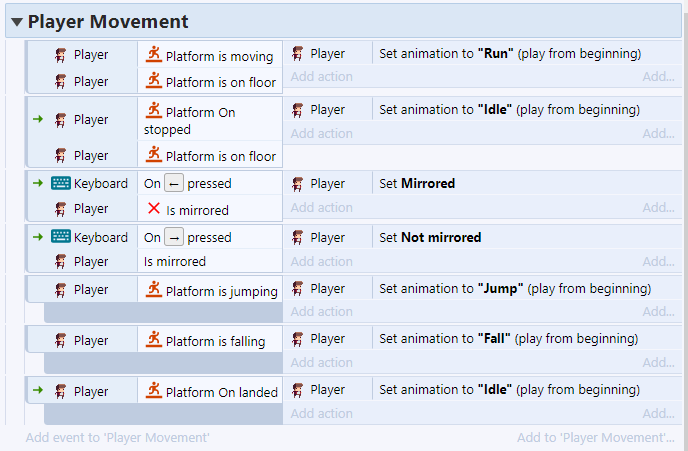 Player Movement
Player Platform is moving Player Set animation to "Run" (play from beginning)
Player Platform is on floor Add action Add...
Player Platform On stopped Player Set animation to "Idle" (play from beginning)
Add action Add...
Player Platform is on floor
Keyboard On ← pressed Player Set Mirrored
Player Is mirrored Add action Add...
Keyboard On → pressed Player Set Not mirrored
Player Is mirrored Add action Add...
Player Platform is jumping Player Set animation to "Jump" (play from beginning)
Add action Add...
Player Platform is falling Player Set animation to "Fall" (play from beginning)
Add action Add...
Player Platform On landed Player Set animation to "Idle" (play from beginning)
Add action Add...
Add event to 'Player Movement' Add to 'Player Movement'...